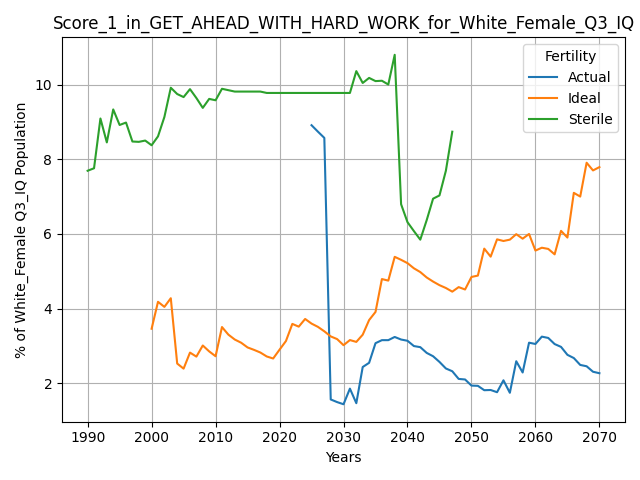 Score_1_in_GET_AHEAD_WITH_HARD_WORK_for_White_Female_Q3_IQ
Fertility
Actual
Ideal
Sterile
% of White_Female Q3_IQ Population
10
8
6
4
2
1990 2000 2010 2020 2030 2040 2050 2060 2070
Years